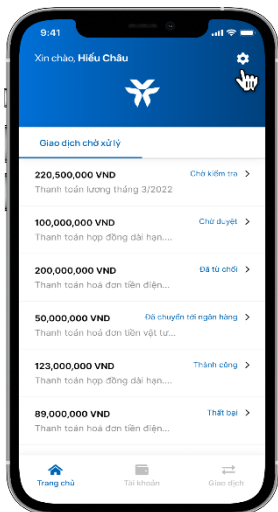 9:41
Xin chào, Hiếu Châu
Giao dịch chờ xử lý
220,500,000 VND Chờ kiểm tra
Thanh toán lương tháng 3/2022
100,000,000 VND Chờ duyệt
Thanh toán hợp đồng dài hạn....
200,000,000 VND Đã từ chối
Thanh toán hoá đơn tiền điện...
50,000,000 VND Đã chuyển tới ngân hàng
Thanh toán hoá đơn tiền vật tư...
123,000,000 VND Thành công
Thanh toán hợp đồng dài hạn....
89,000,000 VND Thất bại
Thanh toán hoá đơn tiền điện...
Trang chủ Tài khoản Giao dịch